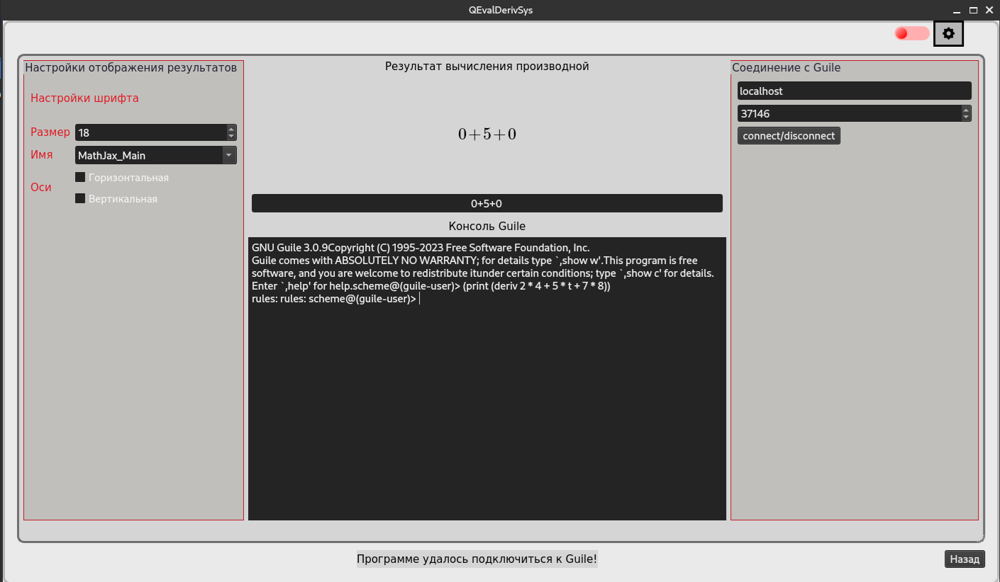 QEvalDerivSys
Настройки отображения результатов
Настройки шрифта
Размер
18
Имя
MathJax_Main
Оси
Горизонтальная
Вертикальная
Результат вычисления производной
0+5+0
0+5+0
Консоль Guile
GNU Guile 3.0.9Copyright (C) 1995-2023 Free Software Foundation, Inc.
Guile comes with ABSOLUTELY NO WARRANTY; for details type `,show w'.This program is free
software, and you are welcome to redistribute itunder certain conditions; type `,show c' for details.
Enter `,help' for help.scheme@(guile-user)> (print (deriv 2 * 4 + 5 * t + 7 * 8))
rules: rules: scheme@(guile-user)>
Соединение с Guile
localhost
37146
connect/disconnect
Программе удалось подключиться к Guile!
Назад